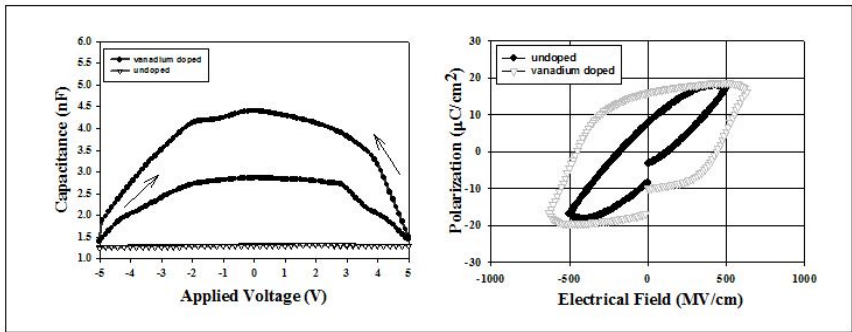 6.0
5.5
5.0
4.5
4.0
3.5
3.0
2.5
2.0
1.5
1.0
Capacitance (nF)
vanadium doped
undoped
-5 -4 -3 -2 -1 0 1 2 3 4 5
Applied Voltage (V)
30
20
10
0
-10
-20
-30
Polarization (μC/cm²)
undoped
vanadium doped
-1000 -500 0 500 1000
Electrical Field (MV/cm)